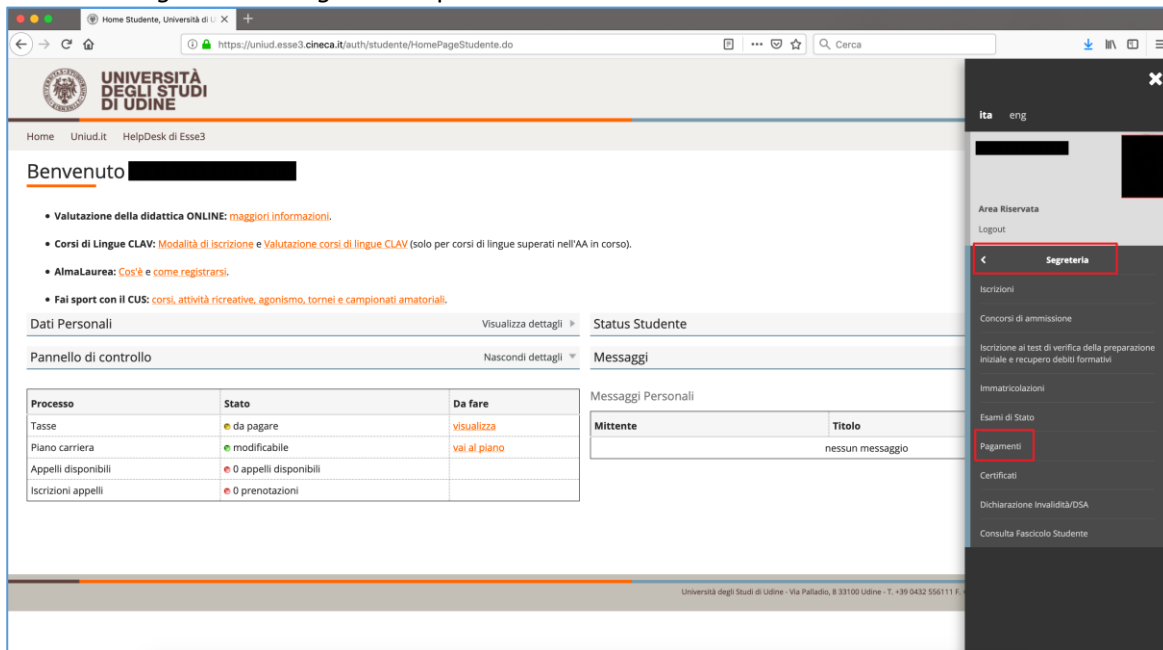 Home Studente, Università di U
https://uniud.esse3.cineca.it/auth/studente/HomePageStudente.do
Cerca
UNIVERSITÀ
DEGLI STUDI
DI UDINE
Home Uniud.it HelpDesk di Esse3
Benvenuto
• Valutazione della didattica ONLINE: maggiori informazioni.
• Corsi di Lingue CLAV: Modalità di iscrizione e Valutazione corsi di lingue CLAV (solo per corsi di lingue superati nell'AA in corso).
• AlmaLaurea: Cos'è e come registrarsi.
• Fai sport con il CUS: corsi, attività ricreative, agonismo, tornei e campionati amatoriali.
Dati Personali Visualizza dettagli
Status Studente
Pannello di controllo Nascondi dettagli
Messaggi
Processo Stato Da fare
Tasse da pagare visualizza
Piano carriera modificabile vai al piano
Appelli disponibili 0 appelli disponibili
Iscrizioni appelli 0 prenotazioni
Messaggi Personali
Mittente Titolo
nessun messaggio
Università degli Studi di Udine - Via Palladio, 8 33100 Udine - T. +39 0432 556111 F.
ita eng
Area Riservata
Logout
Segreteria
Iscrizioni
Concorsi di ammissione
Iscrizione ai test di verifica della preparazione
iniziale e recupero debiti formativi
Immatricolazioni
Esami di Stato
Pagamenti
Certificati
Dichiarazione Invalidità/DSA
Consulta Fascicolo Studente